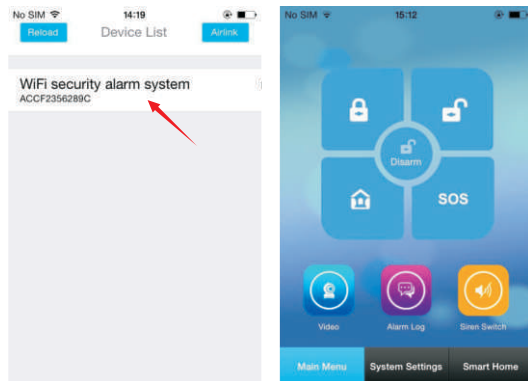 No SIM 14:19
Reload Device List Airlink
WiFi security alarm system
ACCF2356289C
No SIM 15:12
Disarm
SOS
Video Alarm Log Siren Switch
Main Menu System Settings Smart Home